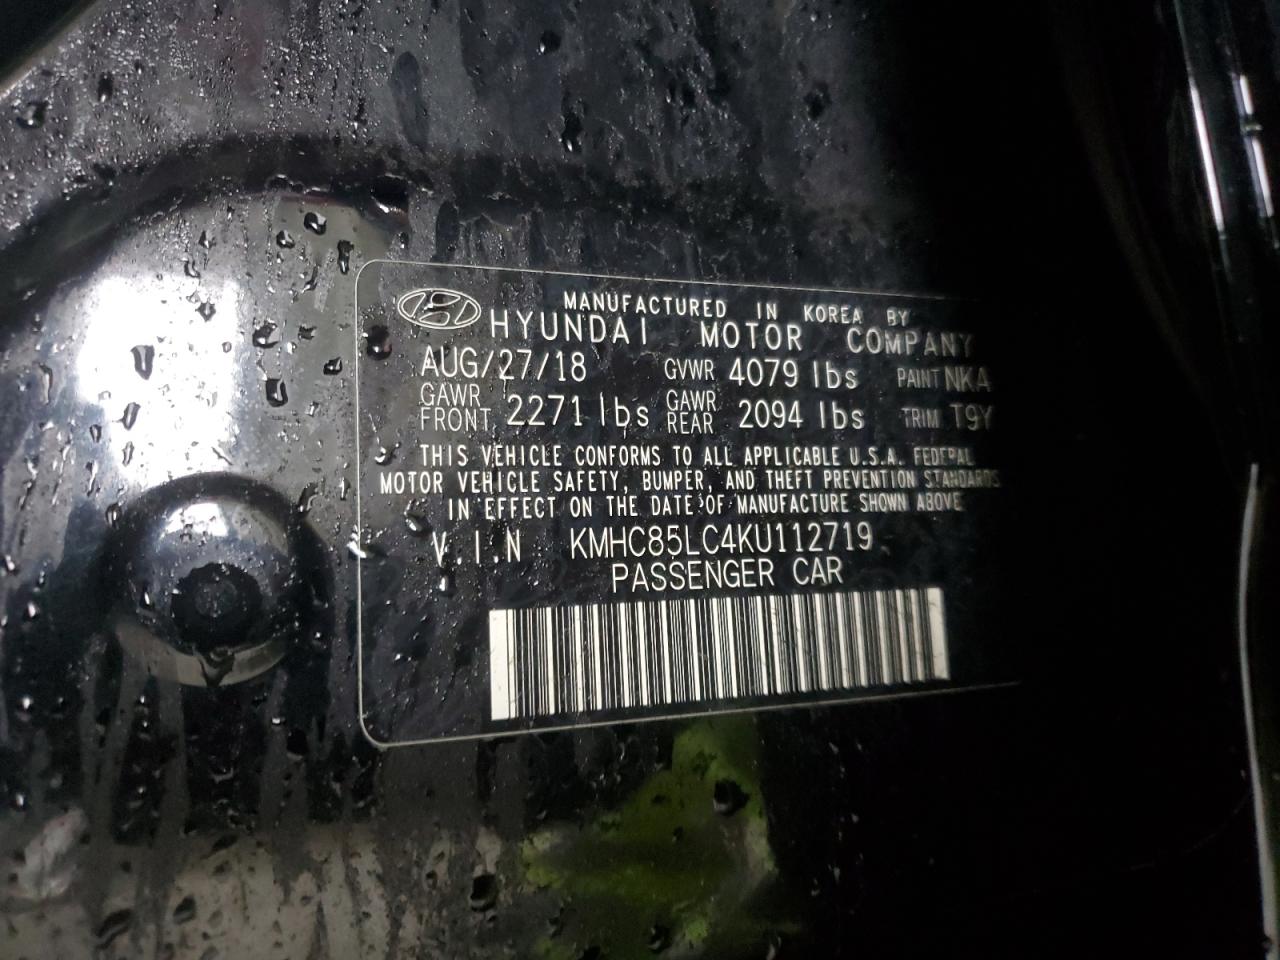 MANUFACTURED IN KOREA BY
HYUNDAI MOTOR COMPANY
AUG/27/18 GVWR 4079 lbs PAINT NKA
GAWR FRONT 2271 lbs GAWR REAR 2094 lbs TRIM T9Y
THIS VEHICLE CONFORMS TO ALL APPLICABLE U.S.A. FEDERAL
MOTOR VEHICLE SAFETY, BUMPER, AND THEFT PREVENTION STANDARDS
IN EFFECT ON THE DATE OF MANUFACTURE SHOWN ABOVE
V.I.N KMHC85LC4KU112719
PASSENGER CAR